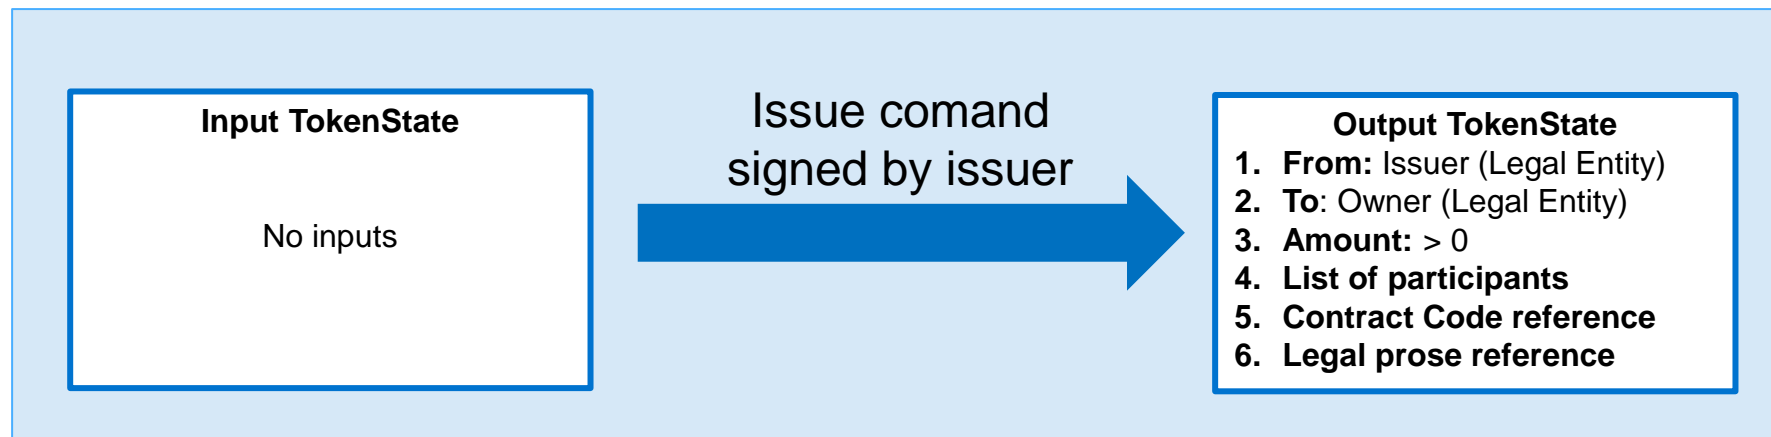 Input TokenState
No inputs
Issue comand
signed by issuer
Output TokenState
1. From: Issuer (Legal Entity)
2. To: Owner (Legal Entity)
3. Amount: > 0
4. List of participants
5. Contract Code reference
6. Legal prose reference